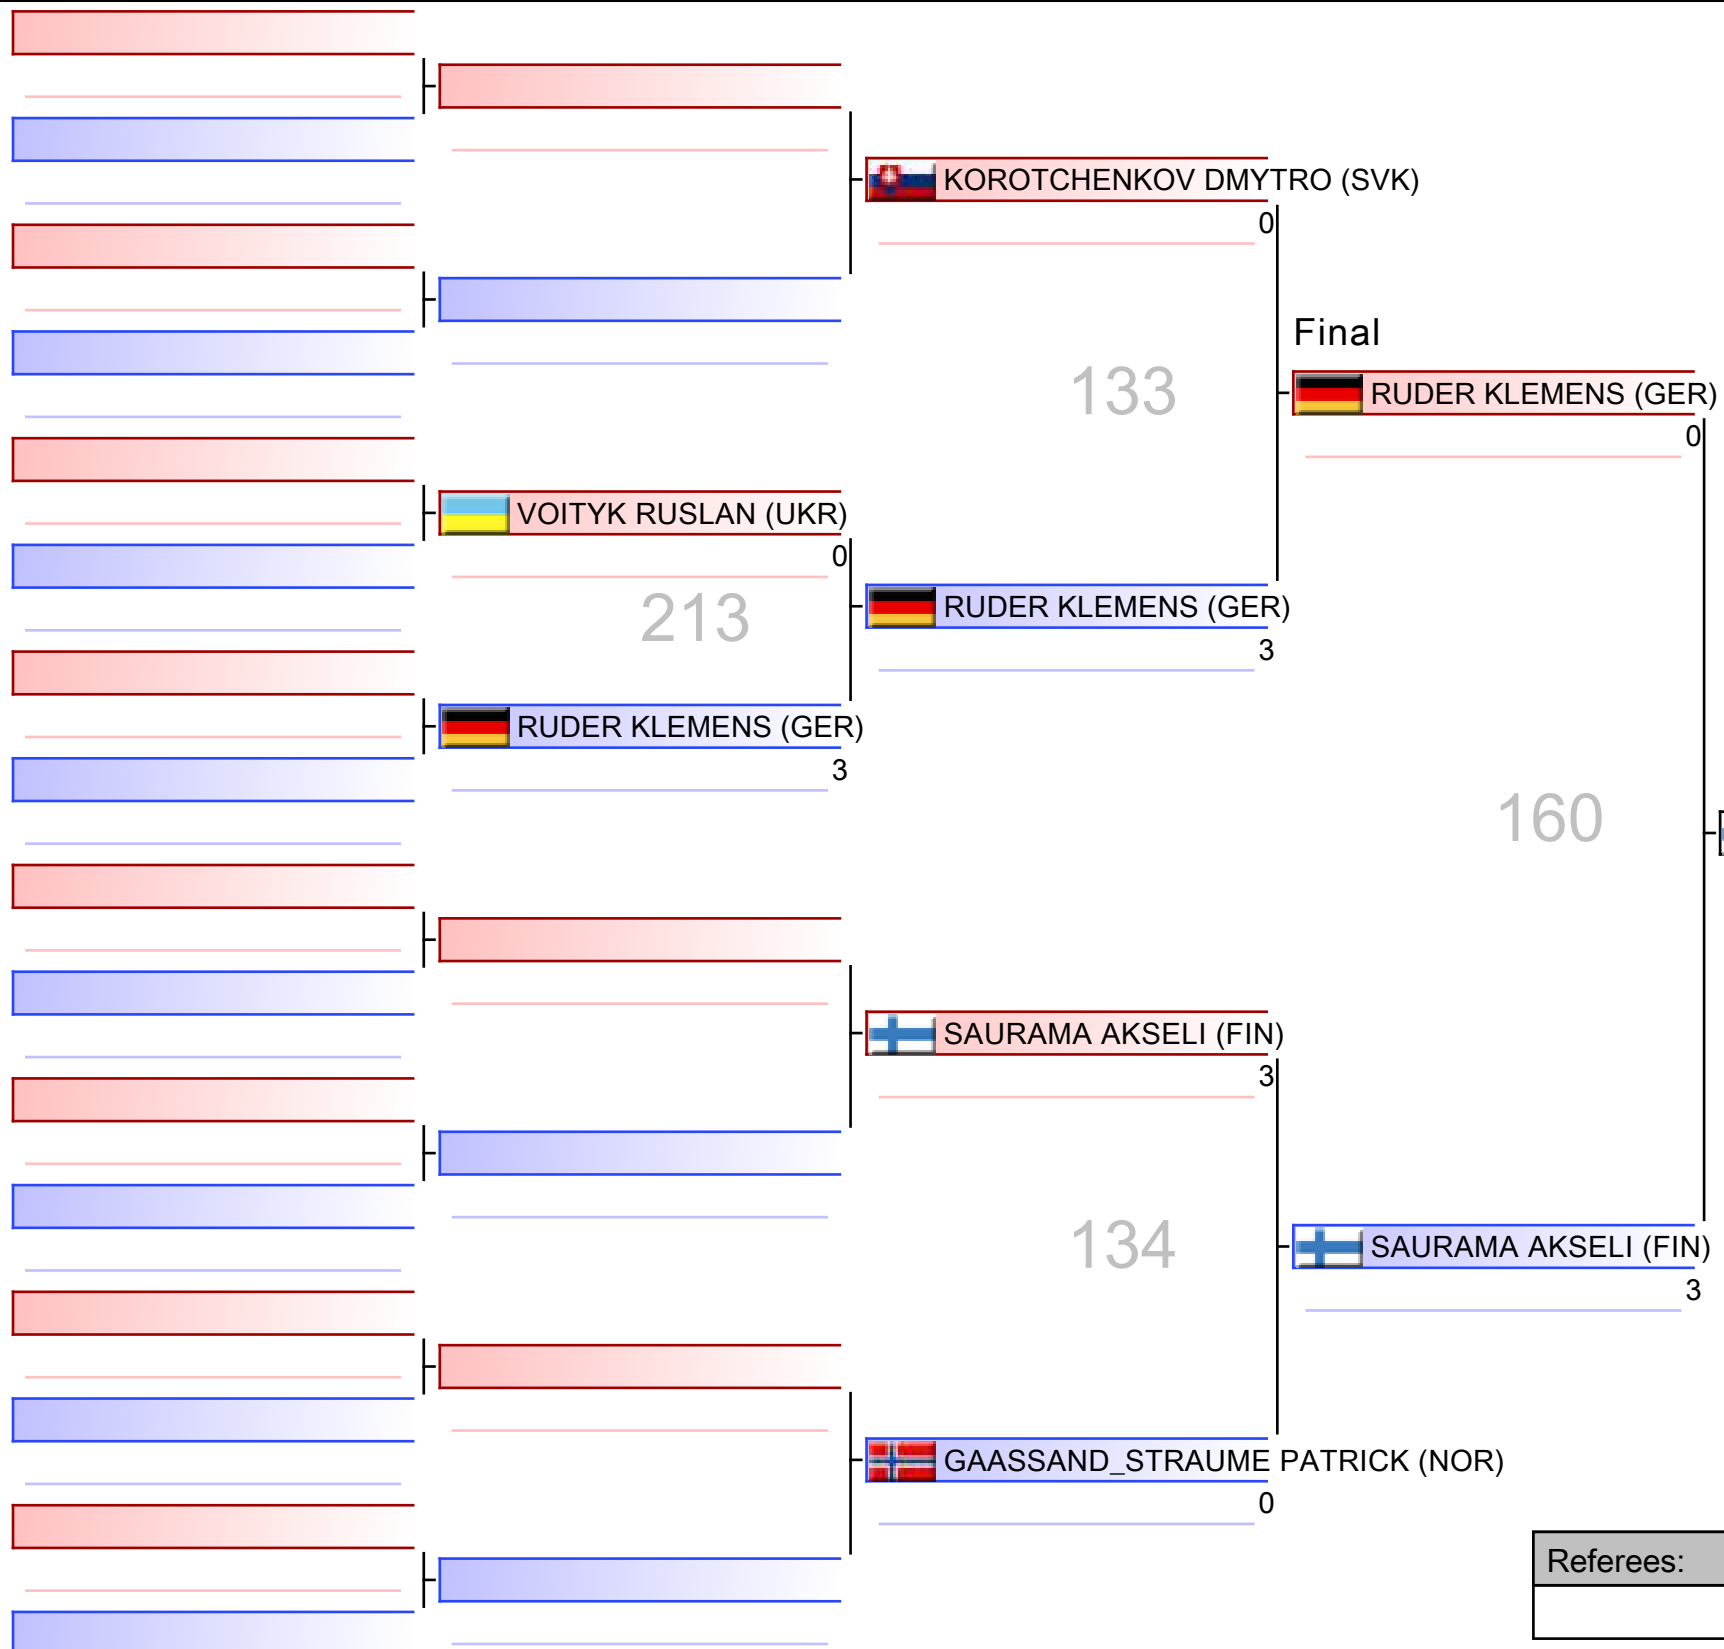 KOROTCHENKOV DMYTRO (SVK)
0
Final
133
RUDER KLEMENS (GER)
0
VOITYK RUSLAN (UKR)
0
213
RUDER KLEMENS (GER)
3
RUDER KLEMENS (GER)
3
160
SAURAMA AKSELI (FIN)
3
134
SAURAMA AKSELI (FIN)
3
GAASSAND_STRAUME PATRICK (NOR)
0
Referees: